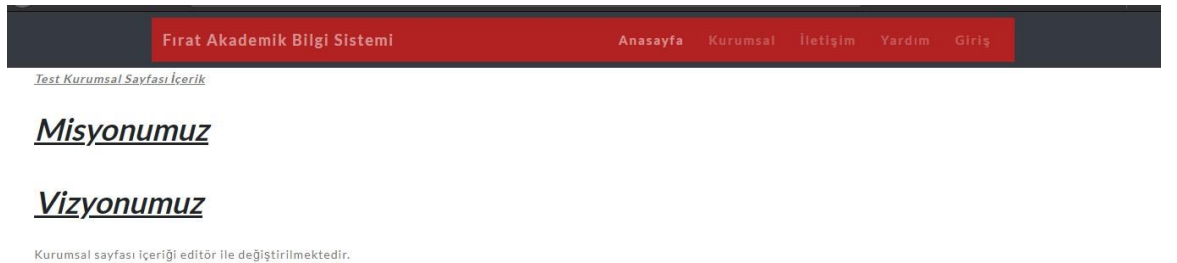 Fırat Akademik Bilgi Sistemi Anasayfa Kurumsal İletişim Yardım Giriş
Test Kurumsal Sayfası İçerik
Misyonumuz
Vizyonumuz
Kurumsal sayfası içeriği editör ile değiştirilmektedir.